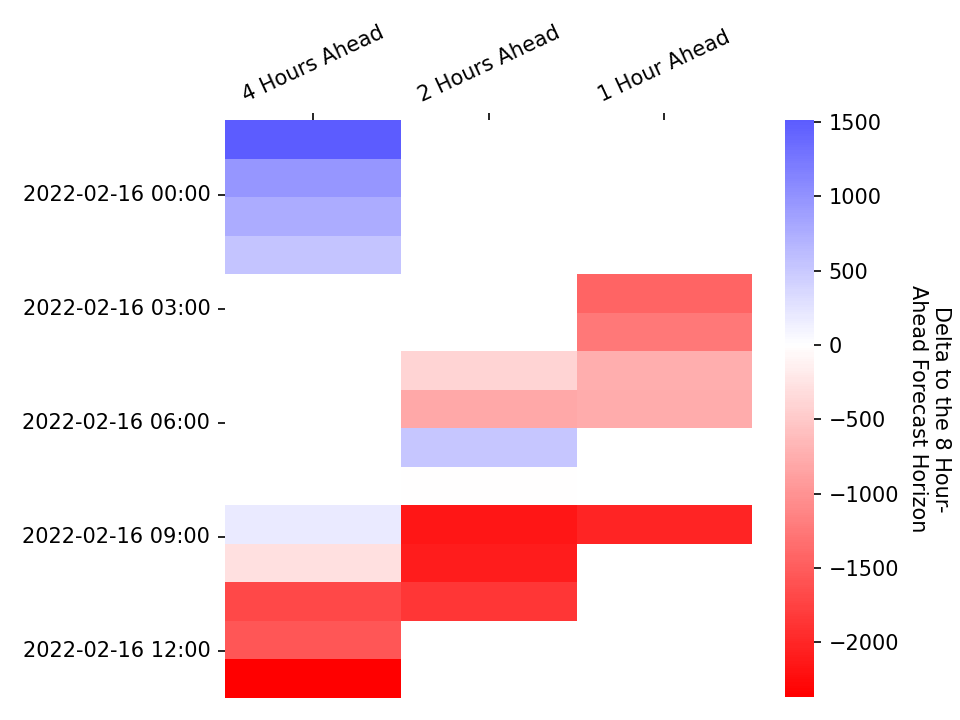 4 Hours Ahead
2 Hours Ahead
1 Hour Ahead
2022-02-16 00:00
2022-02-16 03:00
2022-02-16 06:00
2022-02-16 09:00
2022-02-16 12:00
1500
1000
500
0
−500
−1000
−1500
−2000
Delta to the 8 Hour-
Ahead Forecast Horizon